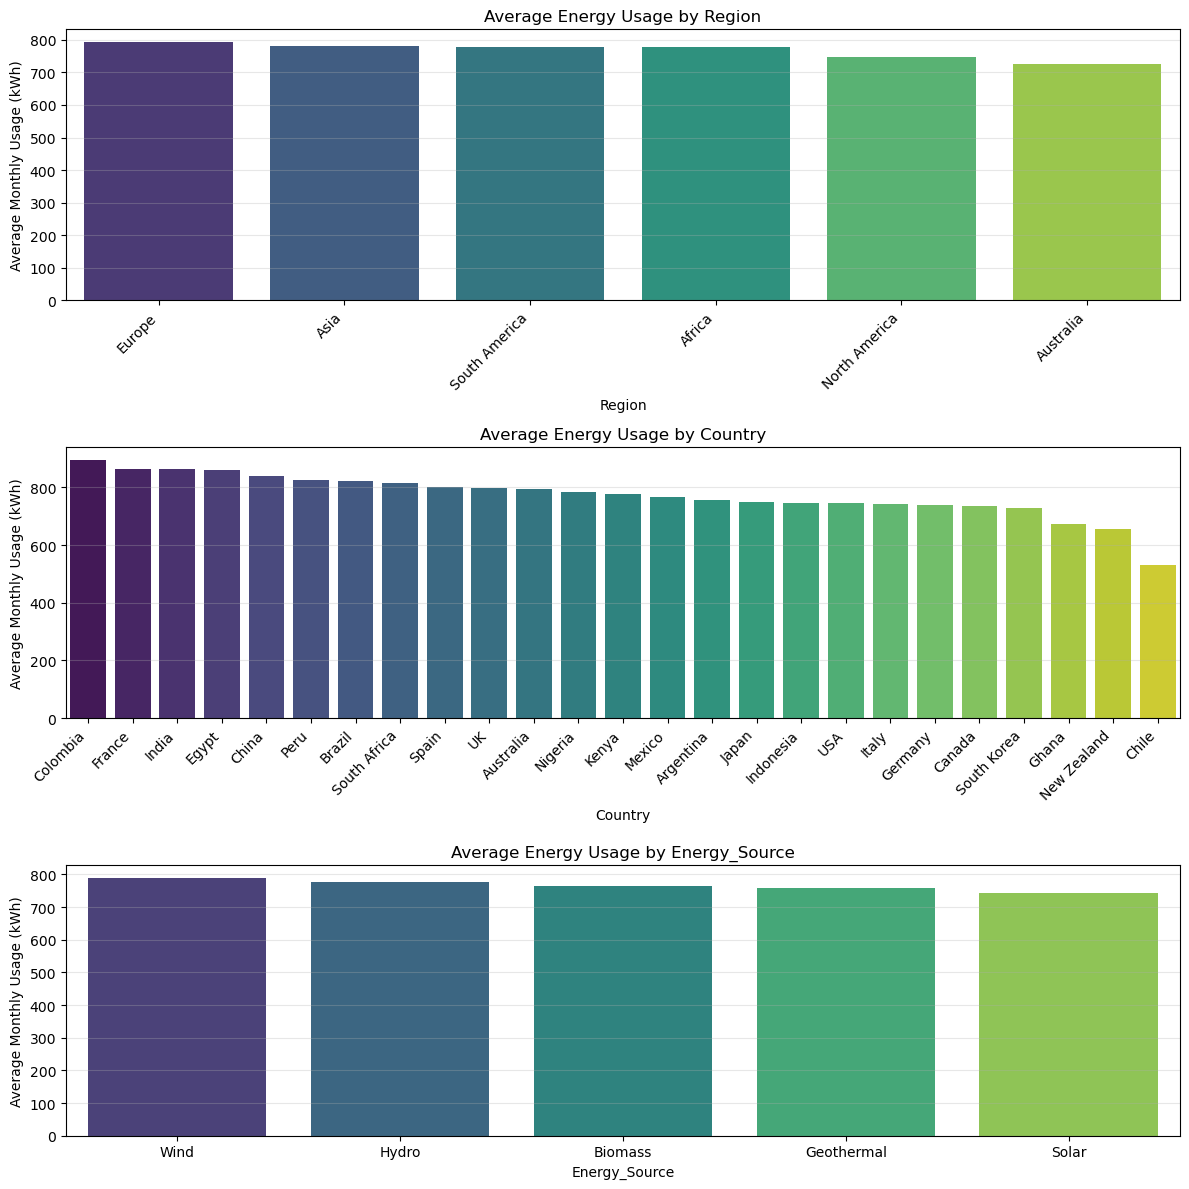 Average Energy Usage by Region
Average Monthly Usage (kWh)
800
700
600
500
400
300
200
100
0
Europe
Asia
South America
Africa
North America
Australia
Region
Average Energy Usage by Country
Average Monthly Usage (kWh)
800
600
400
200
0
Colombia
France
India
Egypt
China
Peru
Brazil
South Africa
Spain
UK
Australia
Nigeria
Kenya
Mexico
Argentina
Japan
Indonesia
USA
Italy
Germany
Canada
South Korea
Ghana
New Zealand
Chile
Country
Average Energy Usage by Energy_Source
Average Monthly Usage (kWh)
800
700
600
500
400
300
200
100
0
Wind
Hydro
Biomass
Geothermal
Solar
Energy_Source